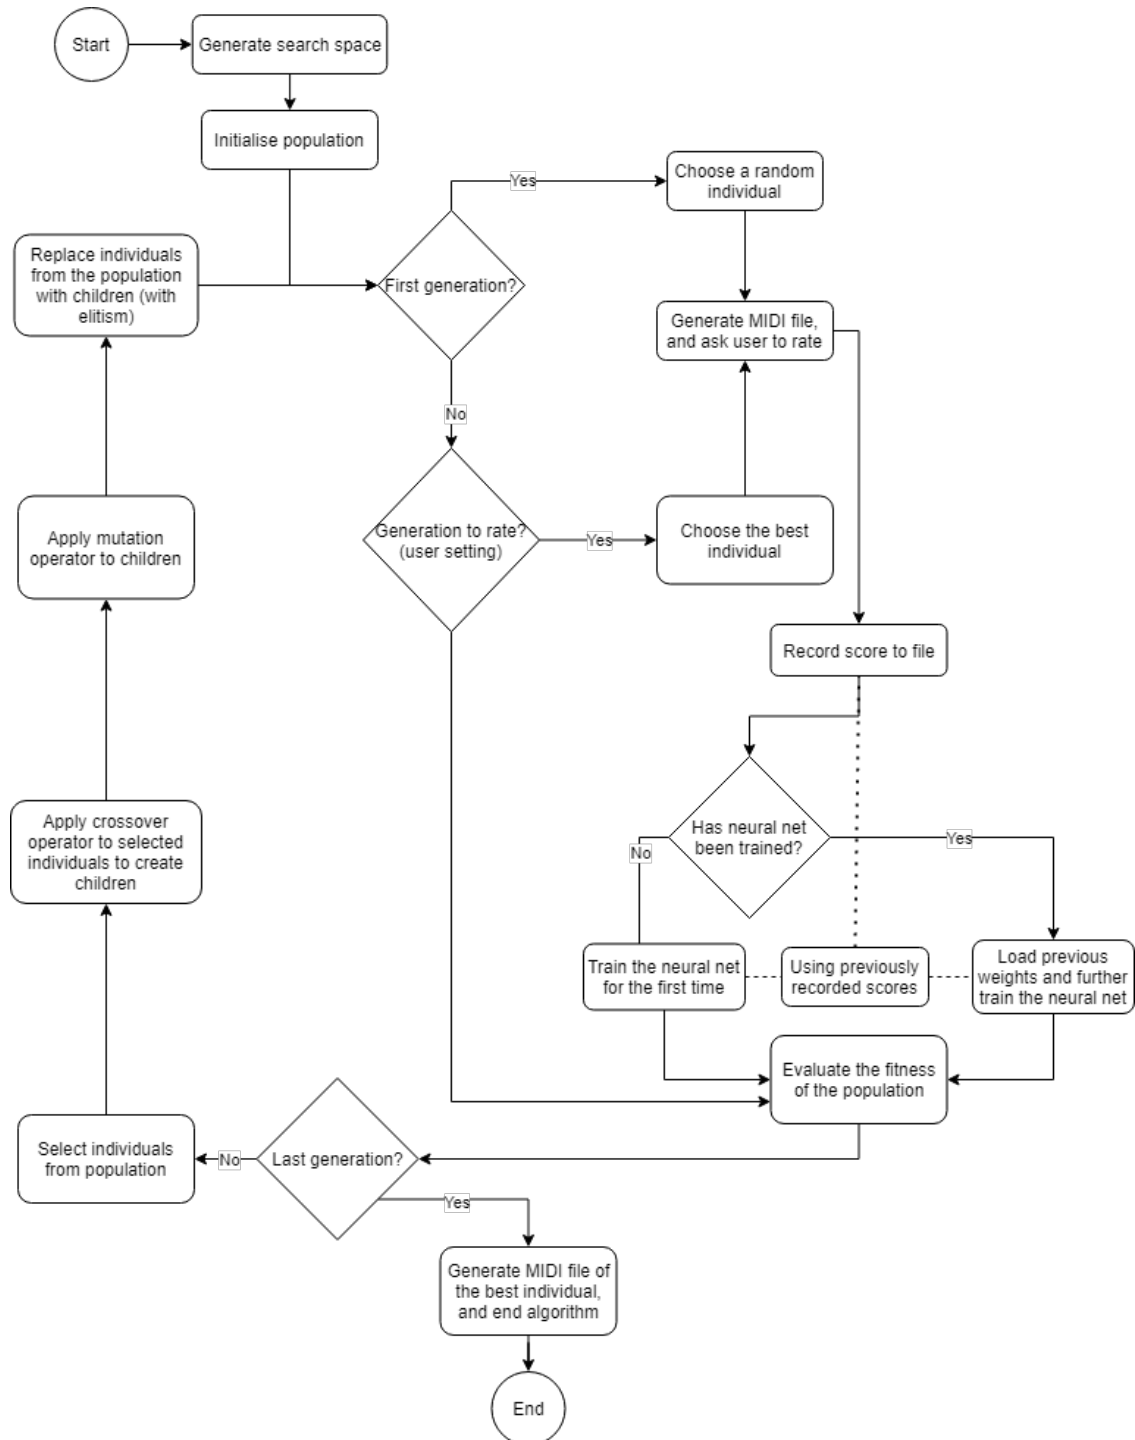 Start
Generate search space
Initialise population
Yes
Choose a random
individual
Replace individuals
from the population
with children (with
elitism)
First generation?
Generate MIDI file,
and ask user to rate
No
Apply mutation
operator to children
Generation to rate?
(user setting)
Yes
Choose the best
individual
Record score to file
Apply crossover
operator to selected
individuals to create
children
Has neural net
been trained?
No
Yes
Train the neural net
for the first time
Using previously
recorded scores
Load previous
weights and further
train the neural net
Evaluate the fitness
of the population
Select individuals
from population
No
Last generation?
Yes
Generate MIDI file of
the best individual,
and end algorithm
End